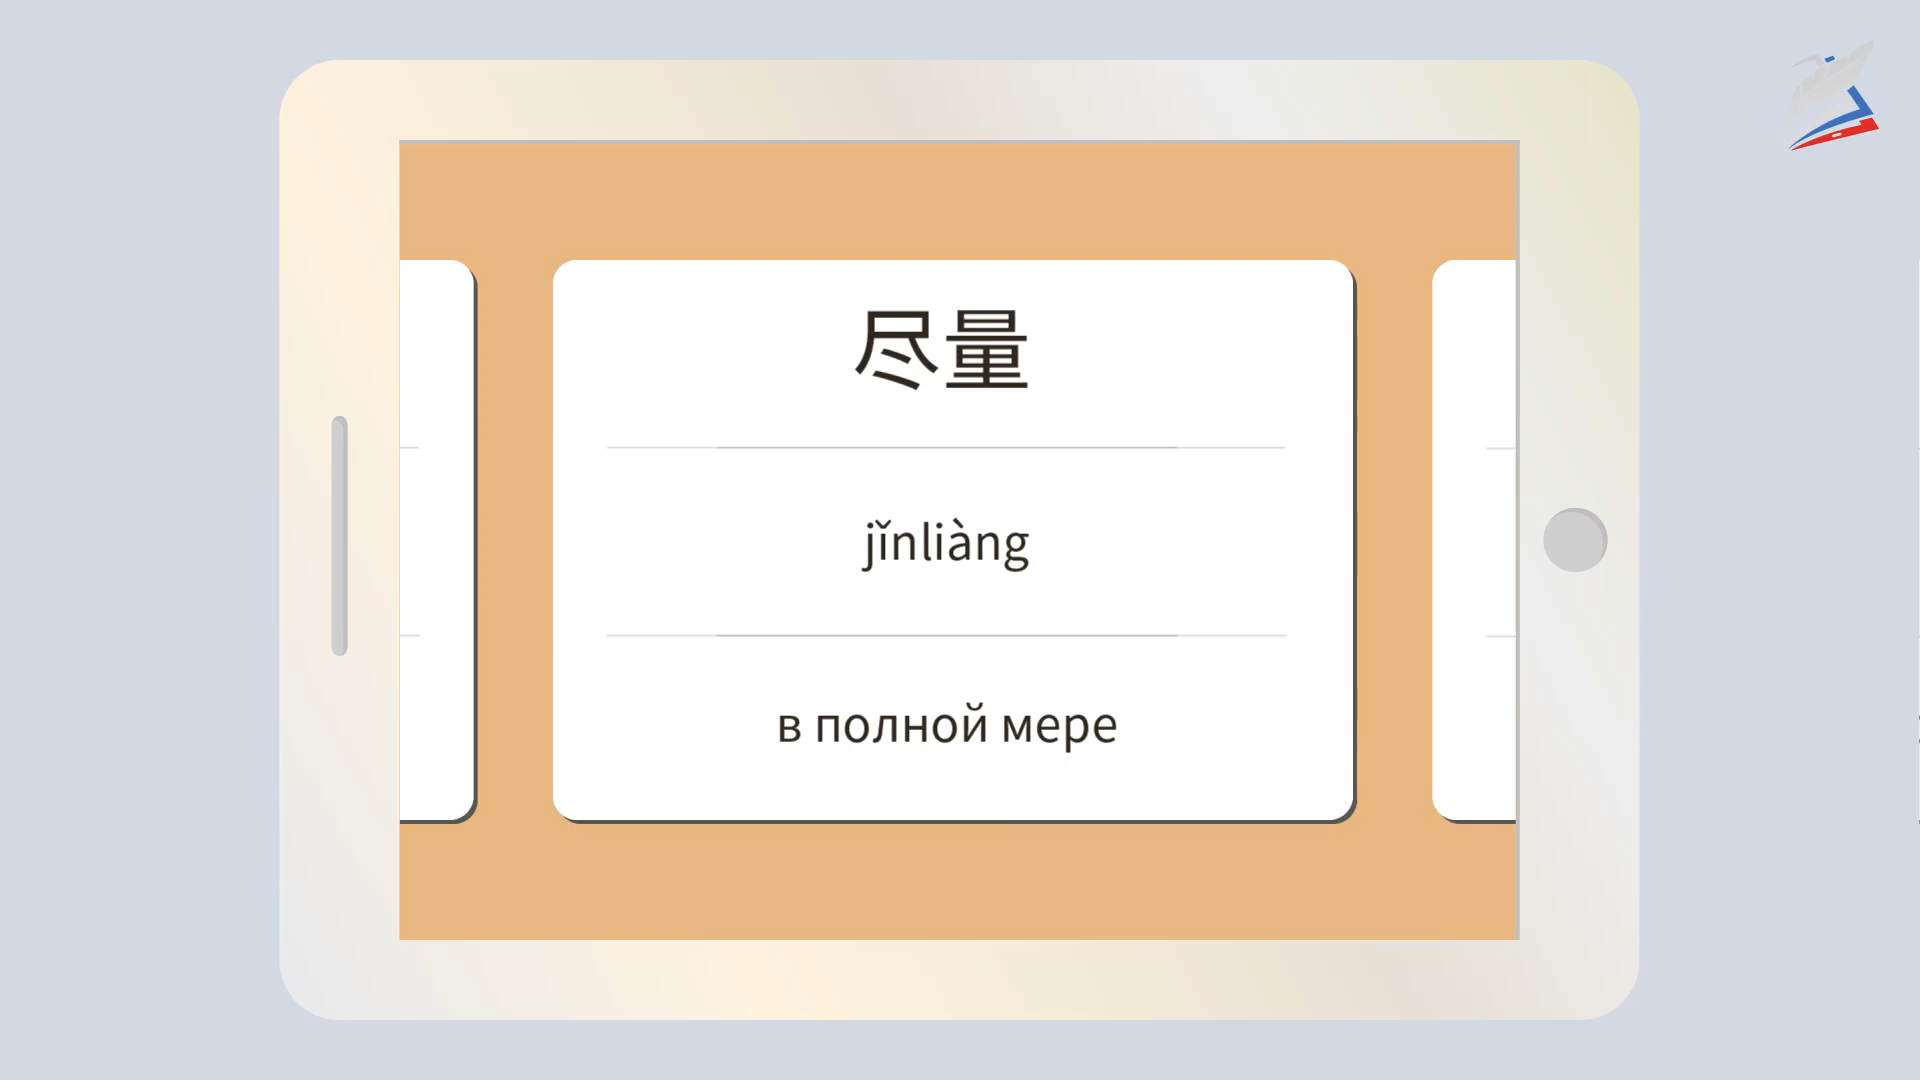 尽量
jǐnliàng
в полной мере